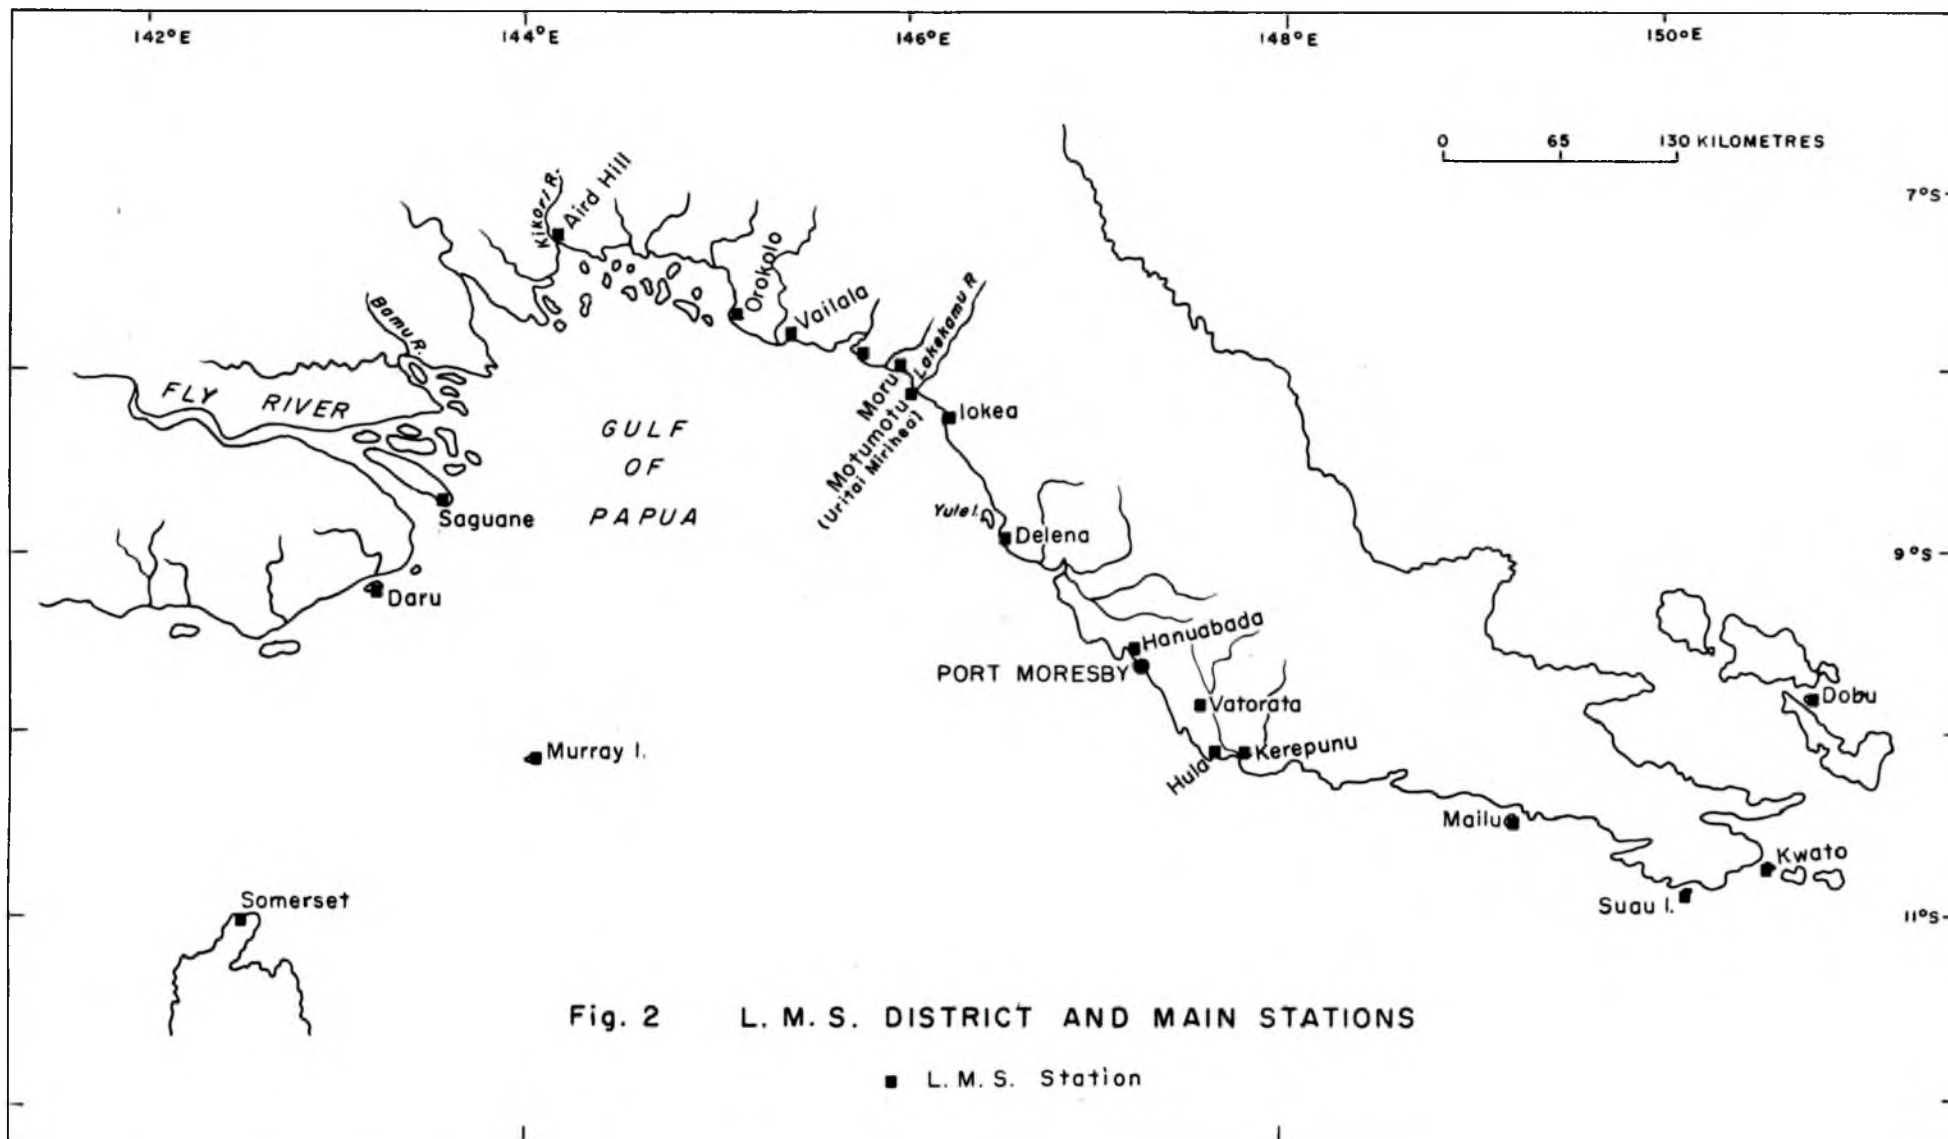 142°E 144°E 146°E 148°E 150°E
0 65 130 KILOMETRES
7°S
Kikori R.
Aird Hill
Orokolo
Vailala
Lakekamu R
Bamu R.
FLY RIVER
Moru
Motumotu
(Uritai Mirihea)
Iokea
GULF
OF
PAPUA
Saguane
Yule I.
Delena
9°S
Daru
Hanuabada
PORT MORESBY
Vatorata
Dobu
Murray I.
Hula
Kerepunu
Mailu
Kwato
Suau I.
Somerset
11°S
Fig. 2 L. M. S. DISTRICT AND MAIN STATIONS
L. M. S. Station